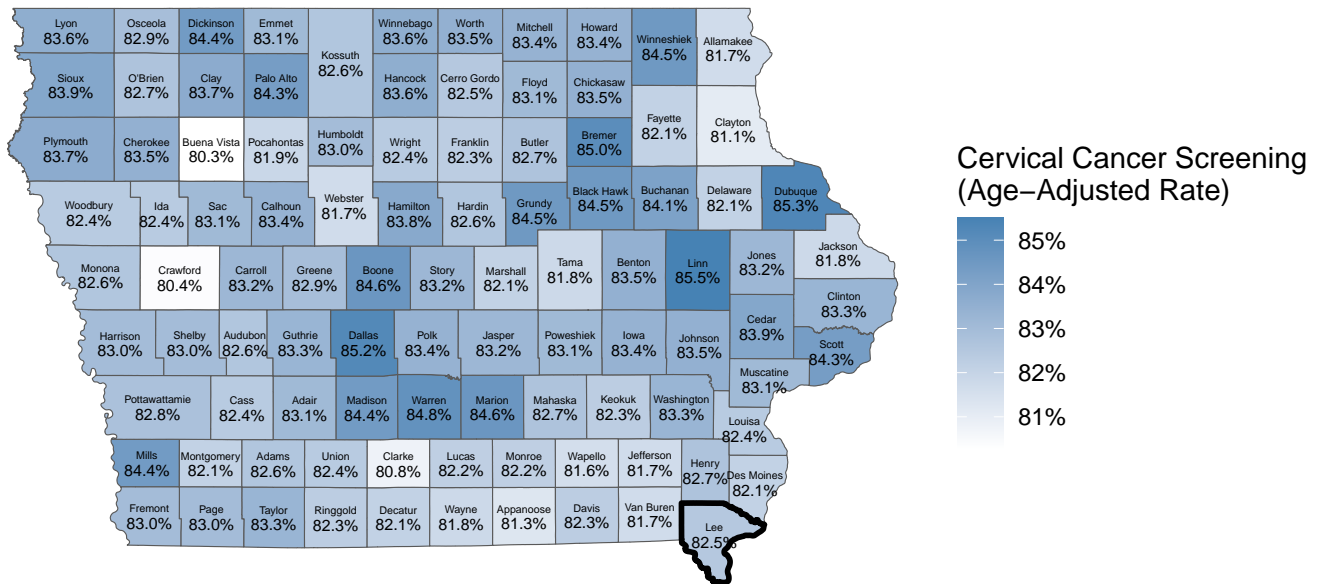 Lyon
83.6%
Osceola
82.9%
Dickinson
84.4%
Emmet
83.1%
Kossuth
82.6%
Winnebago
83.6%
Worth
83.5%
Mitchell
83.4%
Howard
83.4%
Winneshiek
84.5%
Allamakee
81.7%
Sioux
83.9%
O'Brien
82.7%
Clay
83.7%
Palo Alto
84.3%
Hancock
83.6%
Cerro Gordo
82.5%
Floyd
83.1%
Chickasaw
83.5%
Fayette
82.1%
Clayton
81.1%
Plymouth
83.7%
Cherokee
83.5%
Buena Vista
80.3%
Pocahontas
81.9%
Humboldt
83.0%
Wright
82.4%
Franklin
82.3%
Butler
82.7%
Bremer
85.0%
Woodbury
82.4%
Ida
82.4%
Sac
83.1%
Calhoun
83.4%
Webster
81.7%
Hamilton
83.8%
Hardin
82.6%
Grundy
84.5%
Black Hawk
84.5%
Buchanan
84.1%
Delaware
82.1%
Dubuque
85.3%
Monona
82.6%
Crawford
80.4%
Carroll
83.2%
Greene
82.9%
Boone
84.6%
Story
83.2%
Marshall
82.1%
Tama
81.8%
Benton
83.5%
Linn
85.5%
Jones
83.2%
Jackson
81.8%
Clinton
83.3%
Harrison
83.0%
Shelby
83.0%
Audubon
82.6%
Guthrie
83.3%
Dallas
85.2%
Polk
83.4%
Jasper
83.2%
Poweshiek
83.1%
Iowa
83.4%
Johnson
83.5%
Cedar
83.9%
Scott
84.3%
Muscatine
83.1%
Pottawattamie
82.8%
Cass
82.4%
Adair
83.1%
Madison
84.4%
Warren
84.8%
Marion
84.6%
Mahaska
82.7%
Keokuk
82.3%
Washington
83.3%
Louisa
82.4%
Mills
84.4%
Montgomery
82.1%
Adams
82.6%
Union
82.4%
Clarke
80.8%
Lucas
82.2%
Monroe
82.2%
Wapello
81.6%
Jefferson
81.7%
Henry
82.7%
Des Moines
82.1%
Fremont
83.0%
Page
83.0%
Taylor
83.3%
Ringgold
82.3%
Decatur
82.1%
Wayne
81.8%
Appanoose
81.3%
Davis
82.3%
Van Buren
81.7%
Lee
82.5%
Cervical Cancer Screening
(Age−Adjusted Rate)
85%
84%
83%
82%
81%